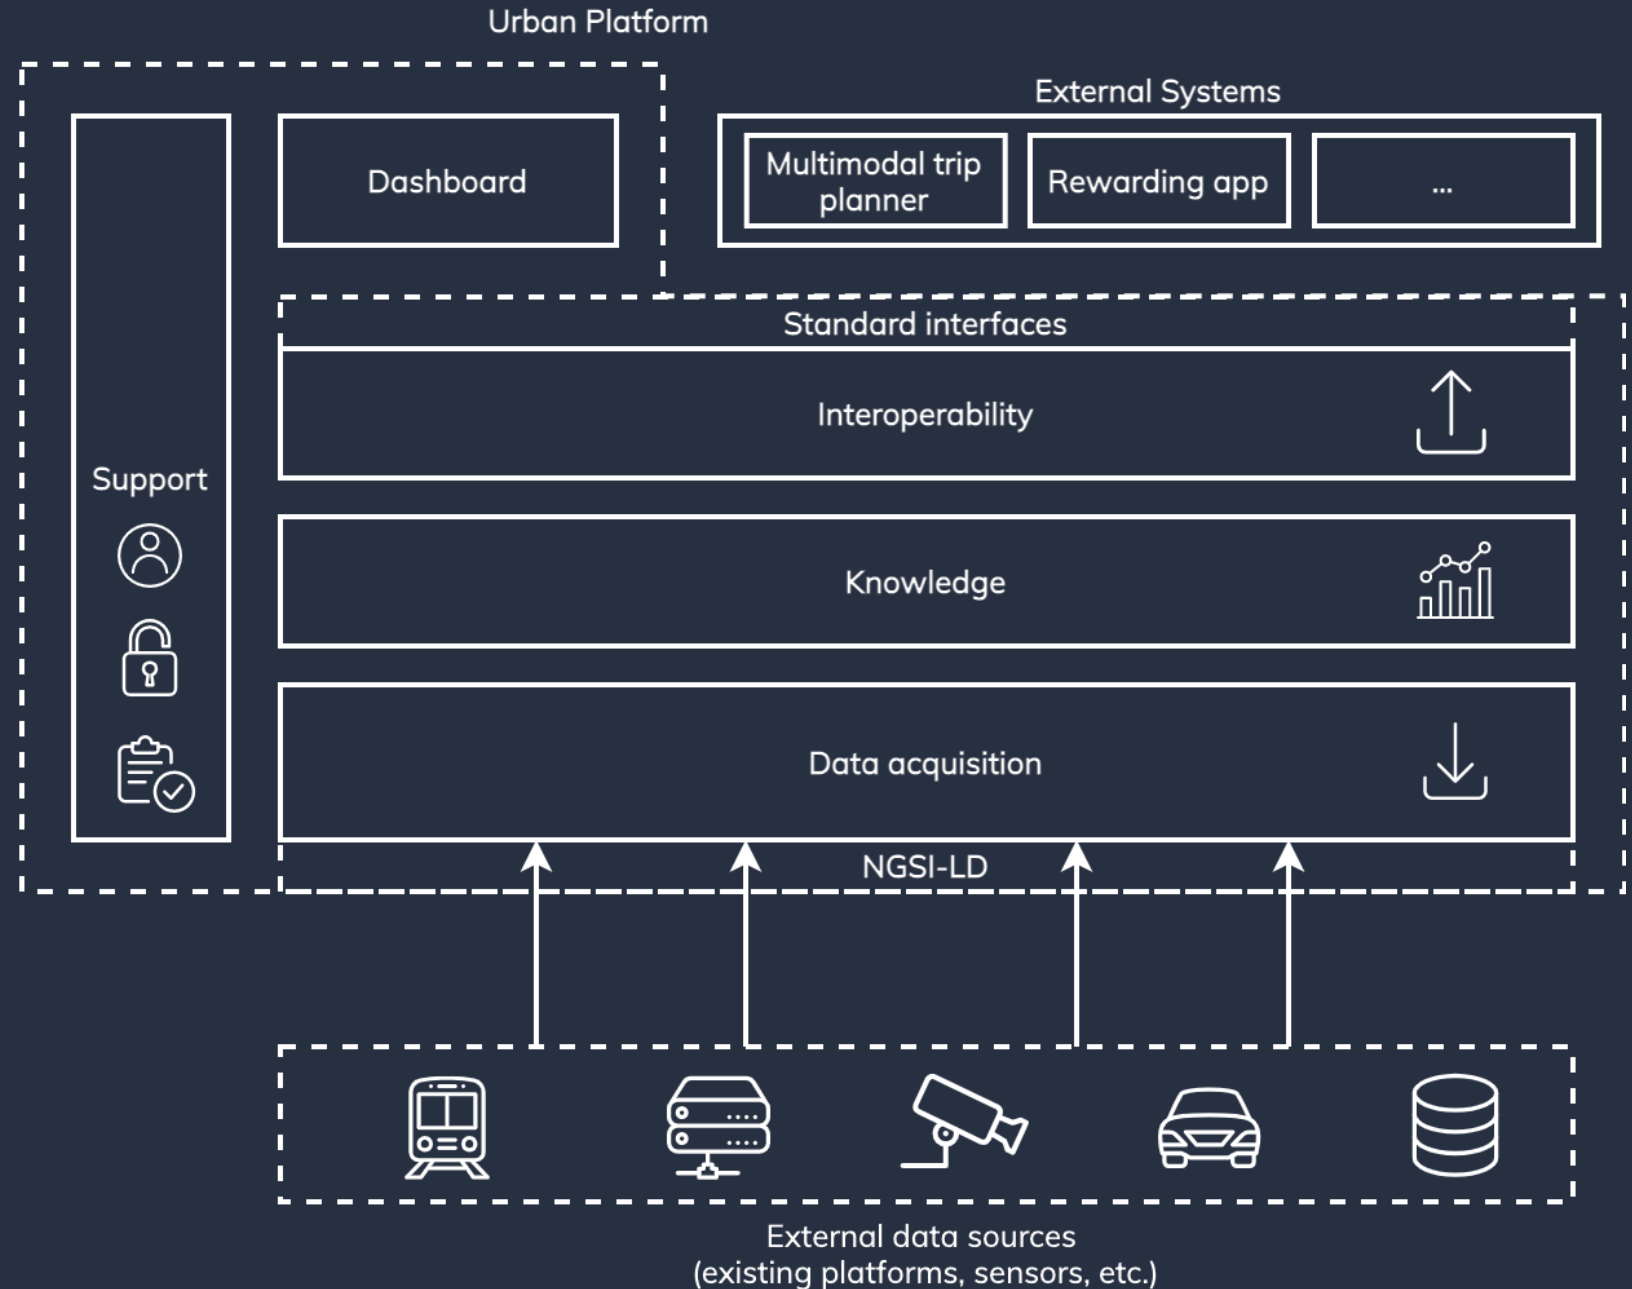 Urban Platform
External Systems
Dashboard
Multimodal trip
planner
Rewarding app
...
Standard interfaces
Interoperability
Support
Knowledge
Data acquisition
NGSI-LD
External data sources
(existing platforms, sensors, etc.)